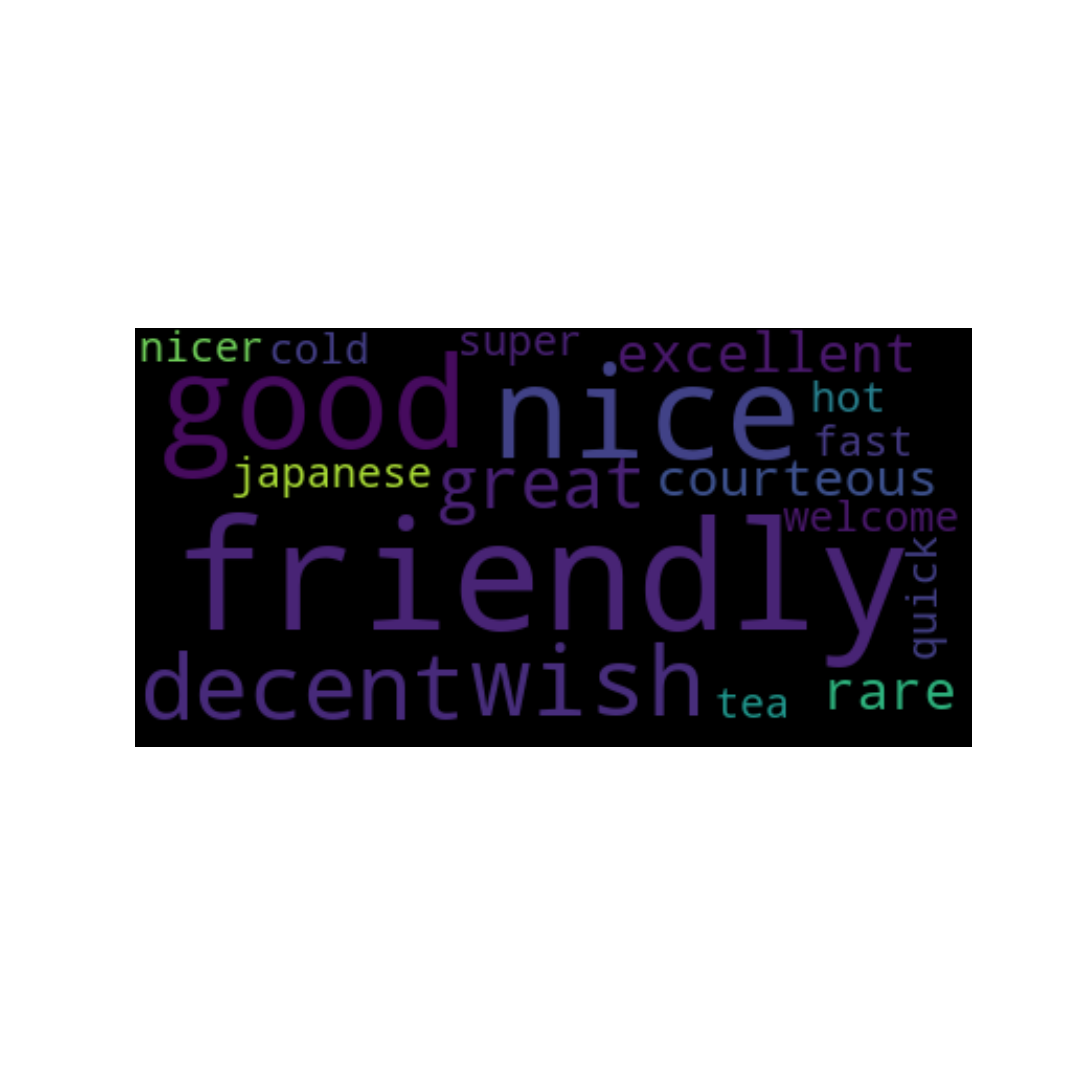 nicer cold super excellent
good nice hot
fast
japanese great courteous
welcome
friendly quick
decent wish tea rare